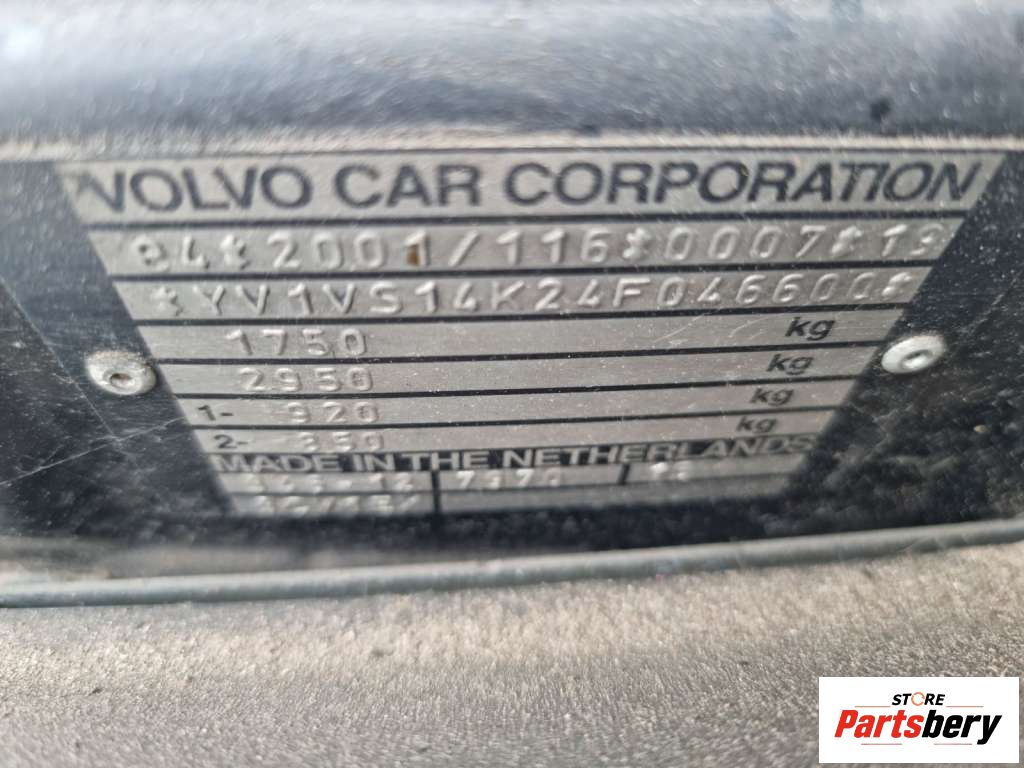 VOLVO CAR CORPORATION
e4*2001/116*0007*19
*YV1VS14K24F046600*
1750 kg
2950 kg
1- 920 kg
2- 850 kg
MADE IN THE NETHERLANDS
STORE
Partsbery